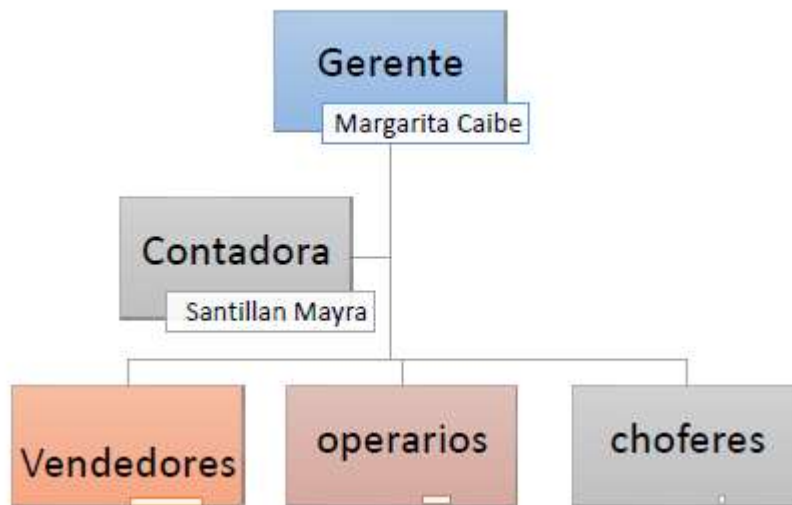 Gerente
Margarita Caibe
Contadora
Santillan Mayra
Vendedores
operarios
choferes